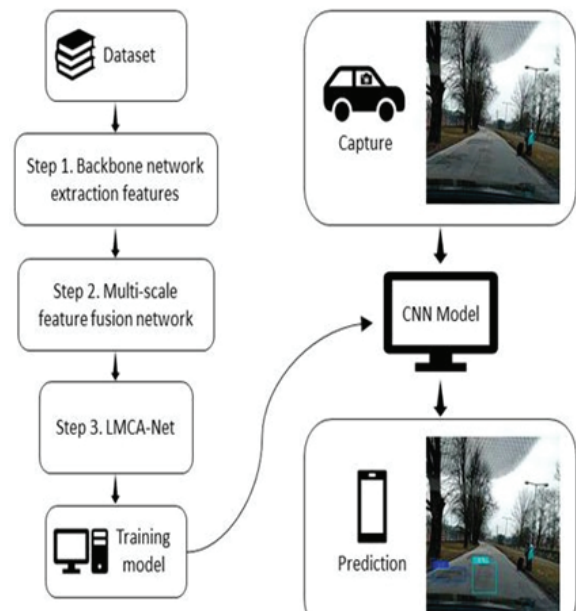 Dataset
Step 1. Backbone network
extraction features
Step 2. Multi-scale
feature fusion network
Step 3. LMCA-Net
Training
model
Capture
CNN Model
Prediction